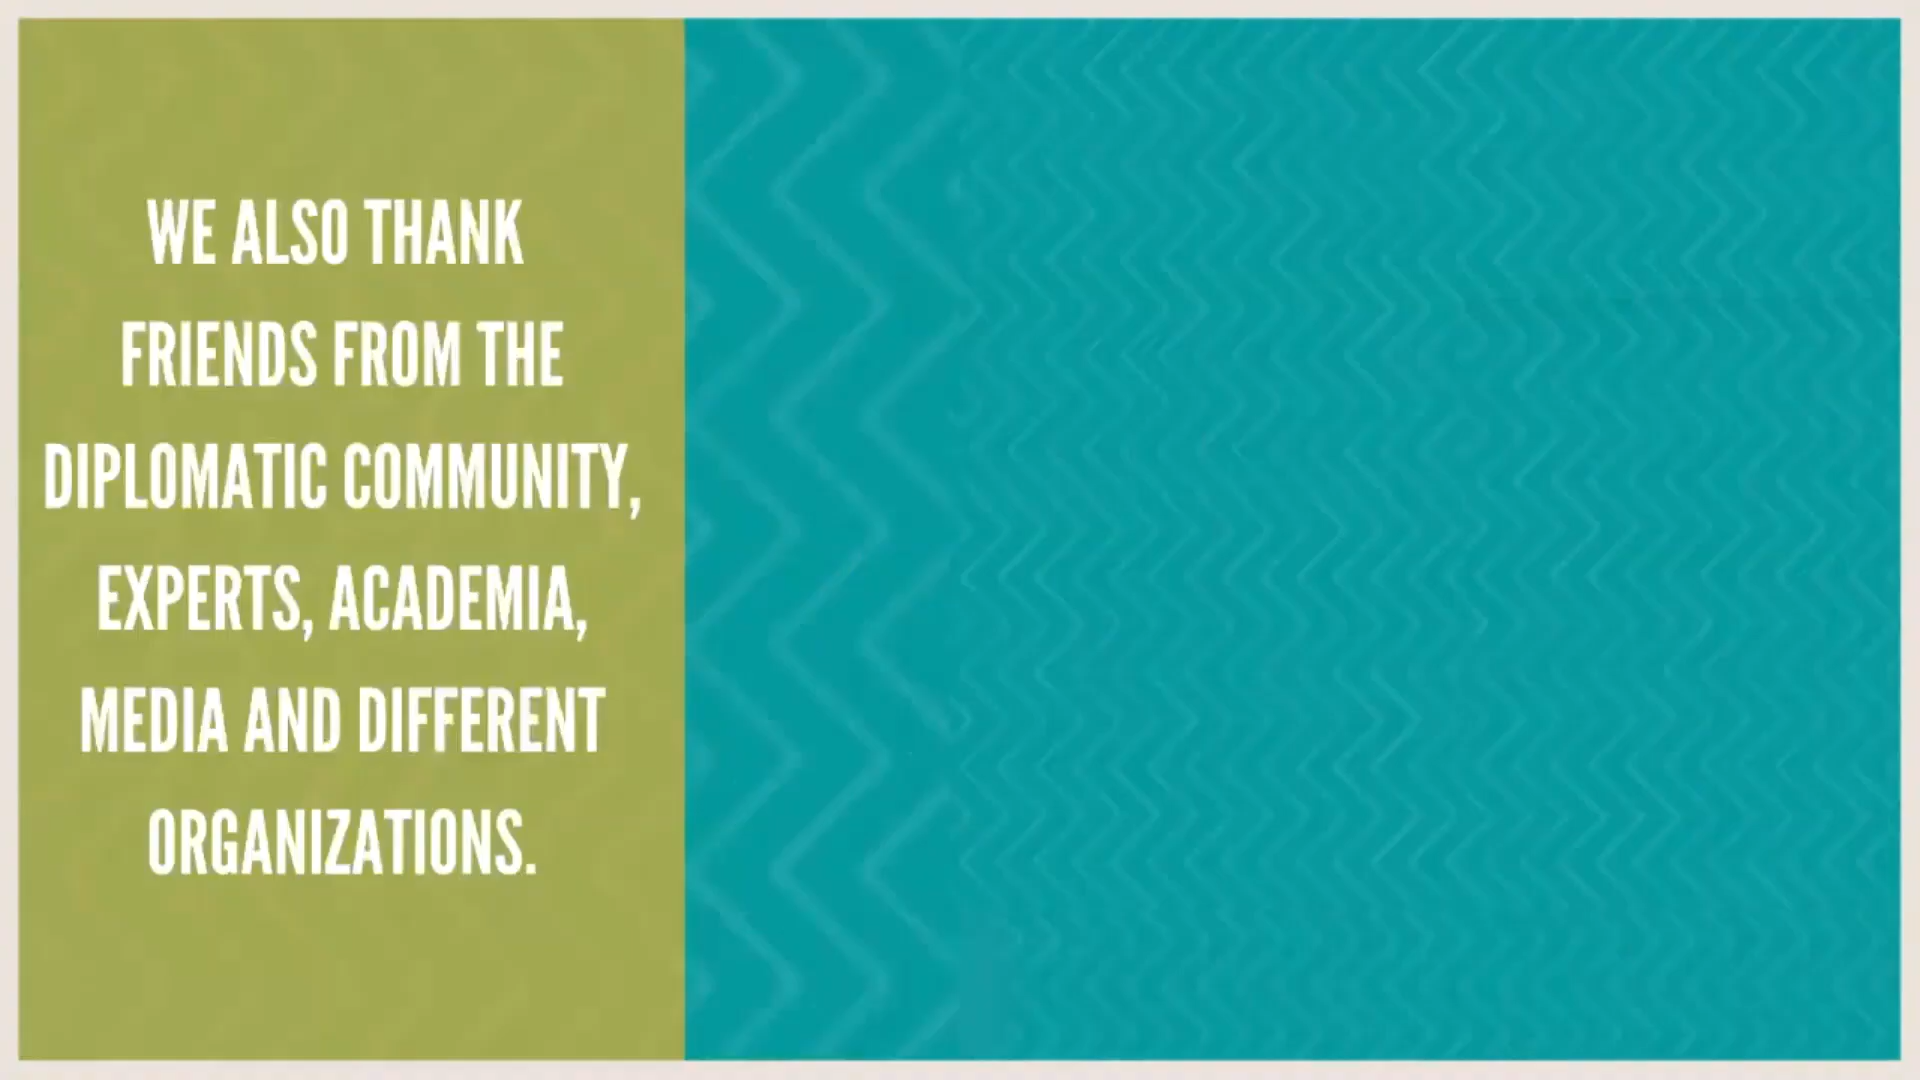 WE ALSO THANK
FRIENDS FROM THE
DIPLOMATIC COMMUNITY,
EXPERTS, ACADEMIA,
MEDIA AND DIFFERENT
ORGANIZATIONS.